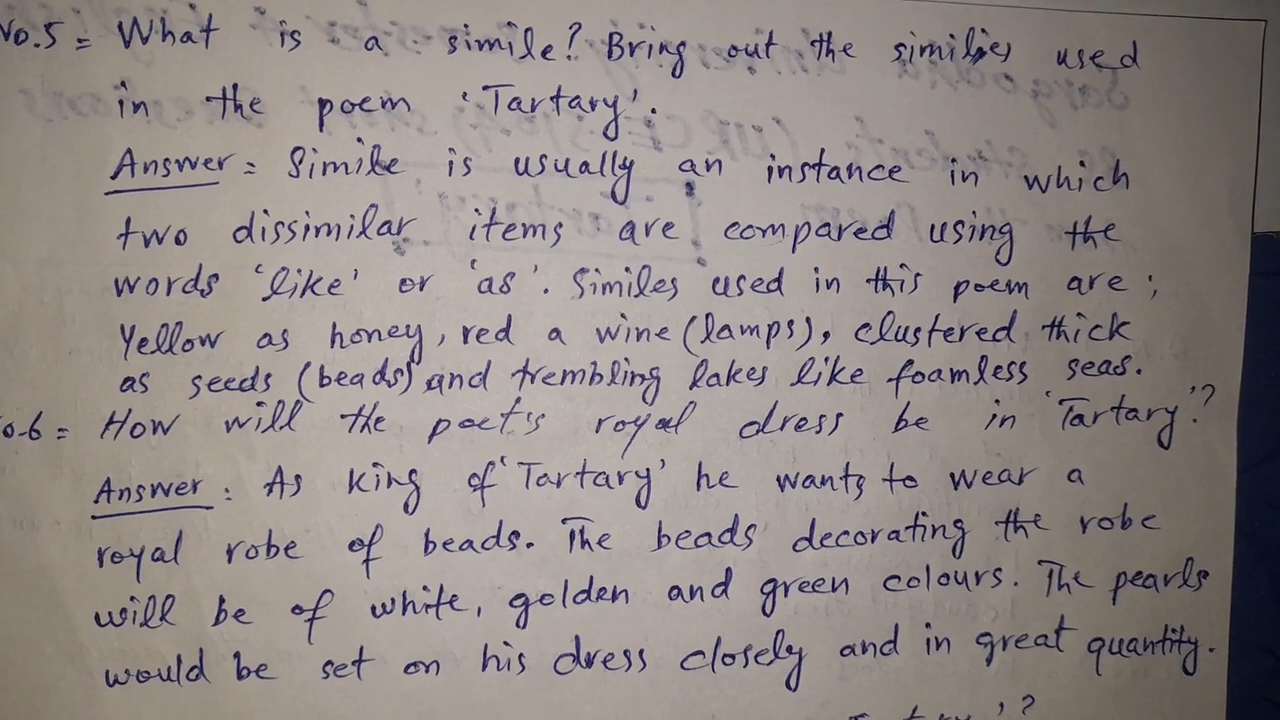 No.5 = What is a simile? Bring out the similies used
in the poem 'Tartary'.
Answer = Simile is usually an instance in which
two dissimilar items are compared using the
words 'like' or 'as'. Similes used in this poem are ;
Yellow as honey, red a wine (lamps), clustered thick
as seeds (beads) and trembling lakes like foamless seas.
o.6 = How will the poet's royal dress be in 'Tartary'?
Answer : As king of 'Tartary' he wants to wear a
royal robe of beads. The beads decorating the robe
will be of white, golden and green colours. The pearls
would be set on his dress closely and in great quantity.